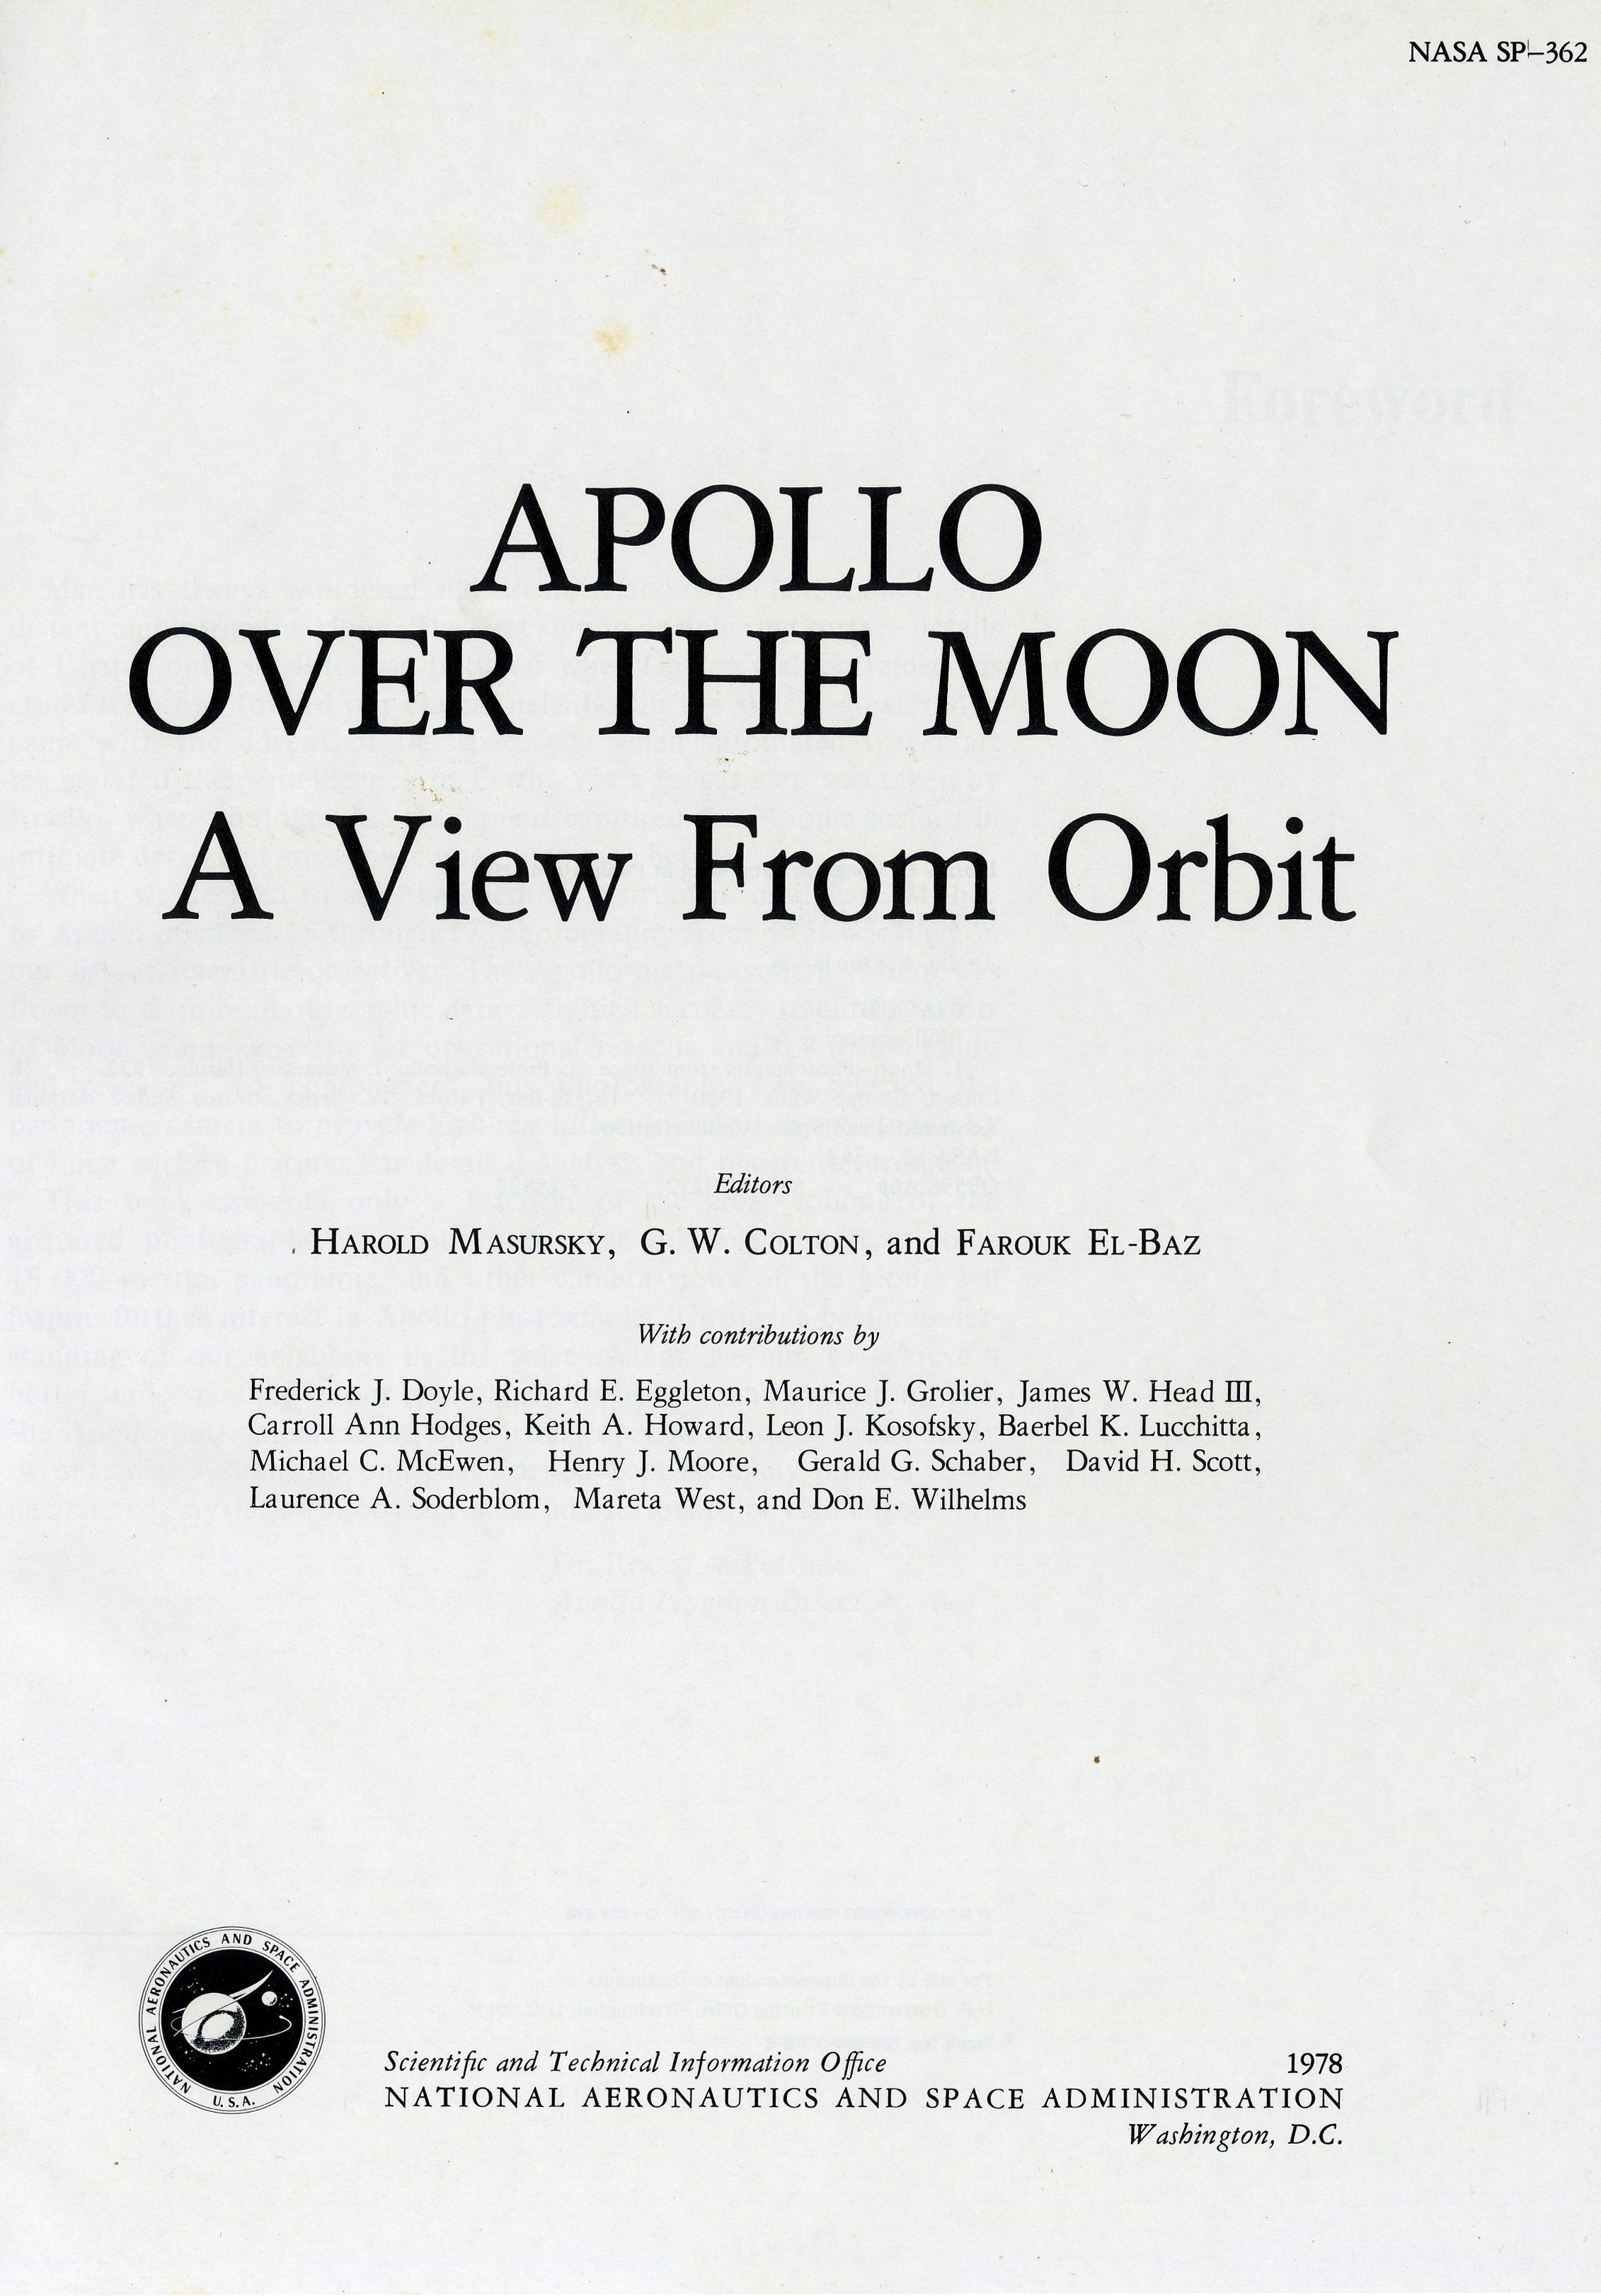 NASA SP–362
APOLLO
OVER THE MOON
A View From Orbit
Editors
HAROLD MASURSKY, G. W. COLTON, and FAROUK EL-BAZ
With contributions by
Frederick J. Doyle, Richard E. Eggleton, Maurice J. Grolier, James W. Head III,
Carroll Ann Hodges, Keith A. Howard, Leon J. Kosofsky, Baerbel K. Lucchitta,
Michael C. McEwen, Henry J. Moore, Gerald G. Schaber, David H. Scott,
Laurence A. Soderblom, Mareta West, and Don E. Wilhelms
NATIONAL AERONAUTICS AND SPACE ADMINISTRATION
U.S.A.
Scientific and Technical Information Office 1978
NATIONAL AERONAUTICS AND SPACE ADMINISTRATION
Washington, D.C.